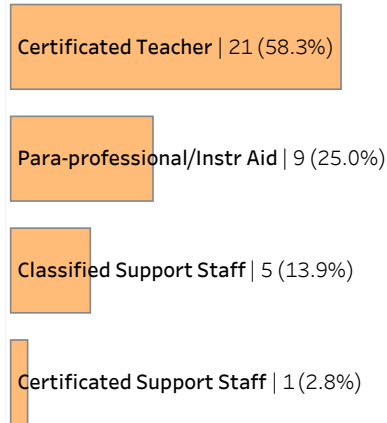 Certificated Teacher | 21 (58.3%)
Para-professional/Instr Aid | 9 (25.0%)
Classified Support Staff | 5 (13.9%)
Certificated Support Staff | 1 (2.8%)